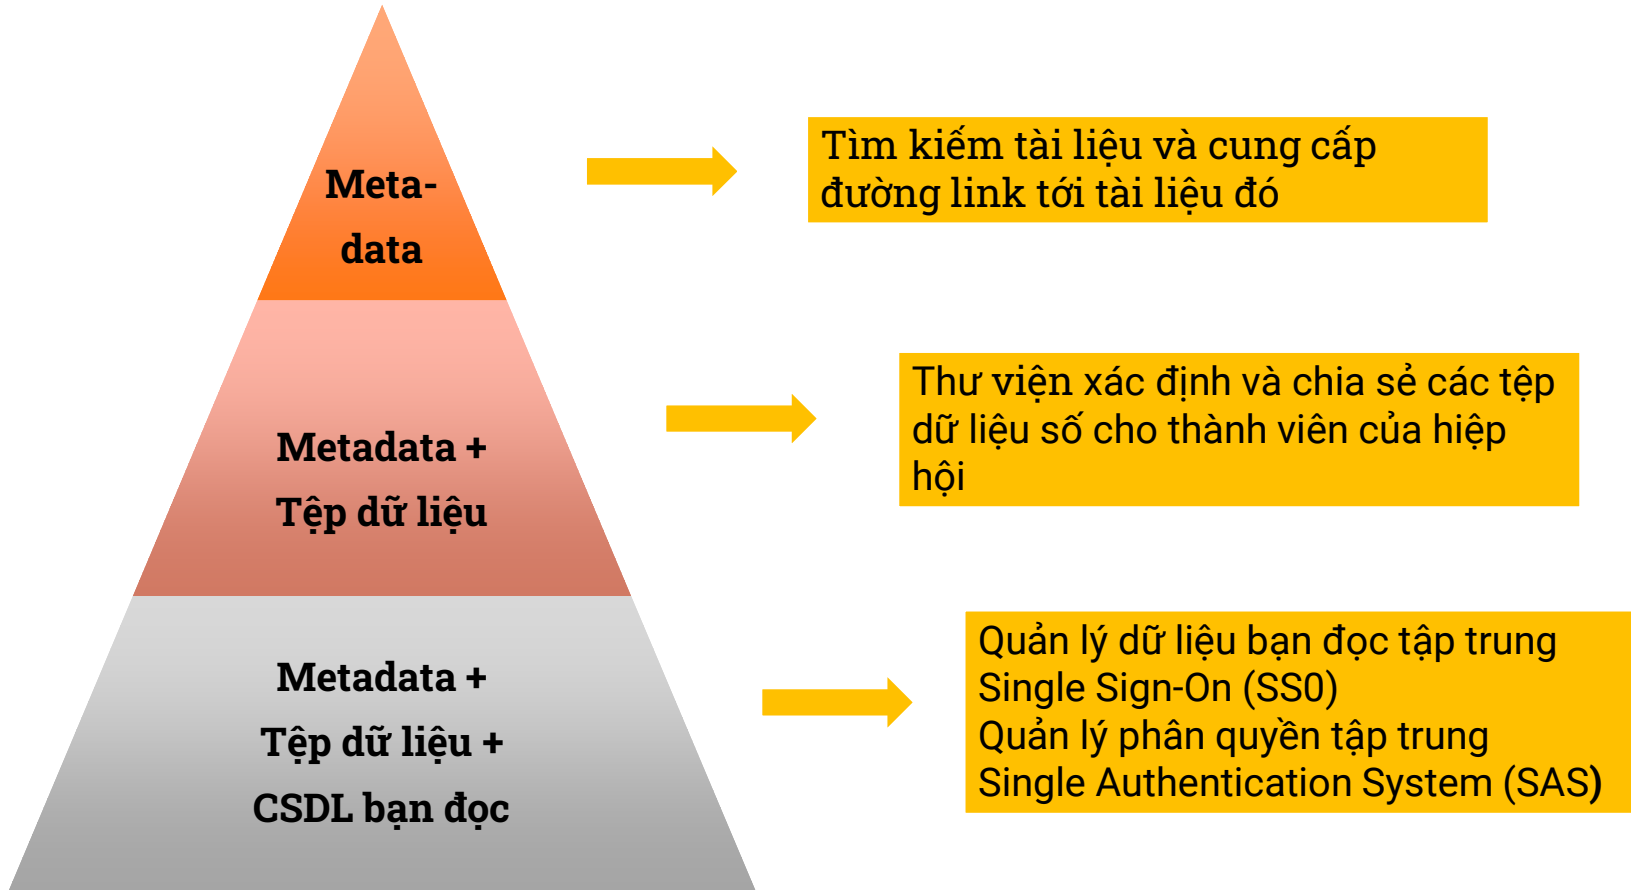 Meta-
data
Tìm kiếm tài liệu và cung cấp
đường link tới tài liệu đó
Metadata +
Tệp dữ liệu
Thư viện xác định và chia sẻ các tệp
dữ liệu số cho thành viên của hiệp
hội
Metadata +
Tệp dữ liệu +
CSDL bạn đọc
Quản lý dữ liệu bạn đọc tập trung
Single Sign-On (SS0)
Quản lý phân quyền tập trung
Single Authentication System (SAS)